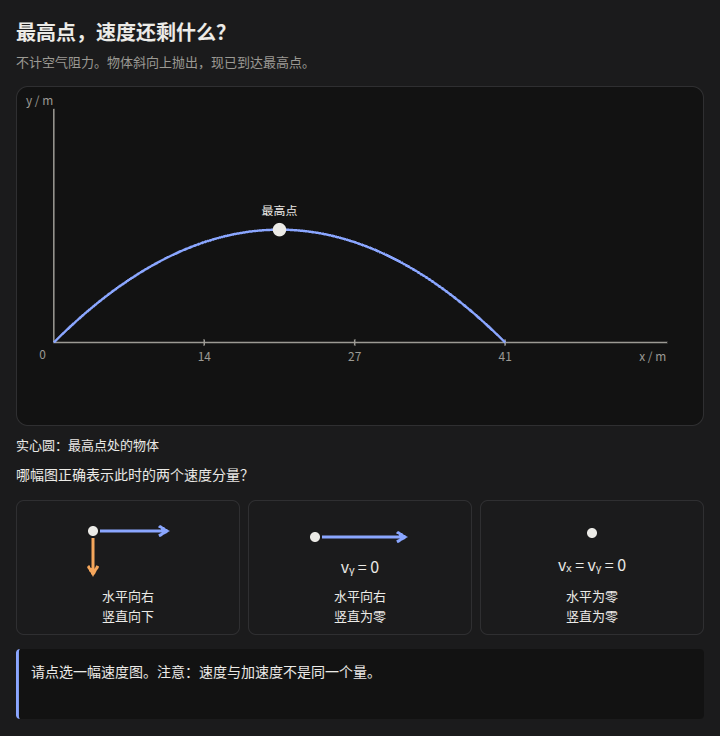 最高点，速度还剩什么？
不计空气阻力。物体斜向上抛出，现已到达最高点。
y / m
最高点
0
14
27
41
x / m
实心圆：最高点处的物体
哪幅图正确表示此时的两个速度分量？
水平向右
竖直向下
vᵧ = 0
水平向右
竖直为零
vₓ = vᵧ = 0
水平为零
竖直为零
请点选一幅速度图。注意：速度与加速度不是同一个量。